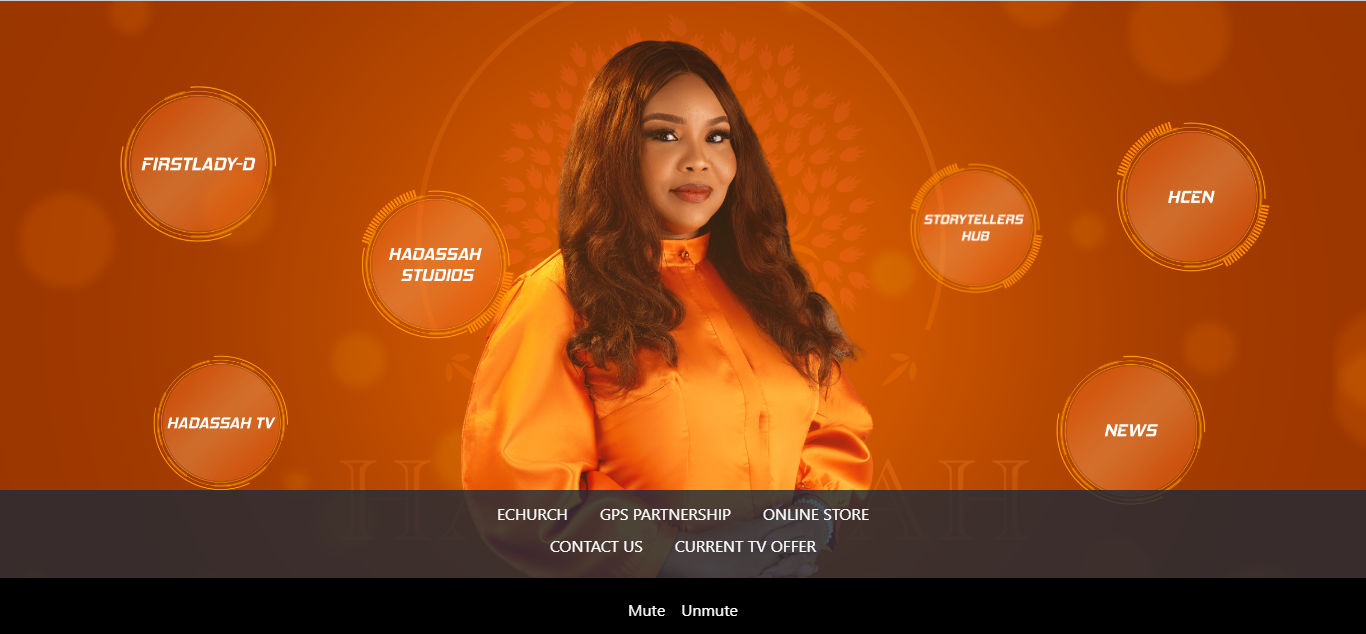 FIRSTLADY-D
HADASSAH
STUDIOS
STORYTELLERS
HUB
HCEN
HADASSAH TV
NEWS
ECHURCH GPS PARTNERSHIP ONLINE STORE
CONTACT US CURRENT TV OFFER
Mute Unmute